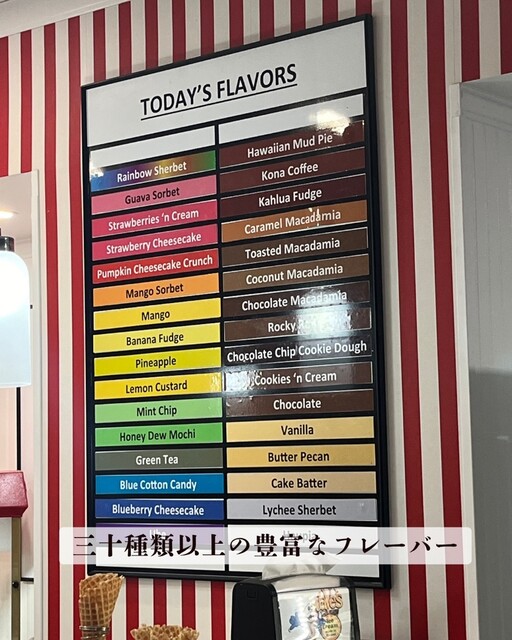 TODAY'S FLAVORS
Rainbow Sherbet
Guava Sorbet
Strawberries 'n Cream
Strawberry Cheesecake
Pumpkin Cheesecake Crunch
Mango Sorbet
Mango
Banana Fudge
Pineapple
Lemon Custard
Mint Chip
Honey Dew Mochi
Green Tea
Blue Cotton Candy
Blueberry Cheesecake
Hawaiian Mud Pie
Kona Coffee
Kahlua Fudge
Caramel Macadamia
Toasted Macadamia
Coconut Macadamia
Chocolate Macadamia
Rocky
Chocolate Chip Cookie Dough
Cookies 'n Cream
Chocolate
Vanilla
Butter Pecan
Cake Batter
Lychee Sherbet
三十種類以上の豊富なフレーバー